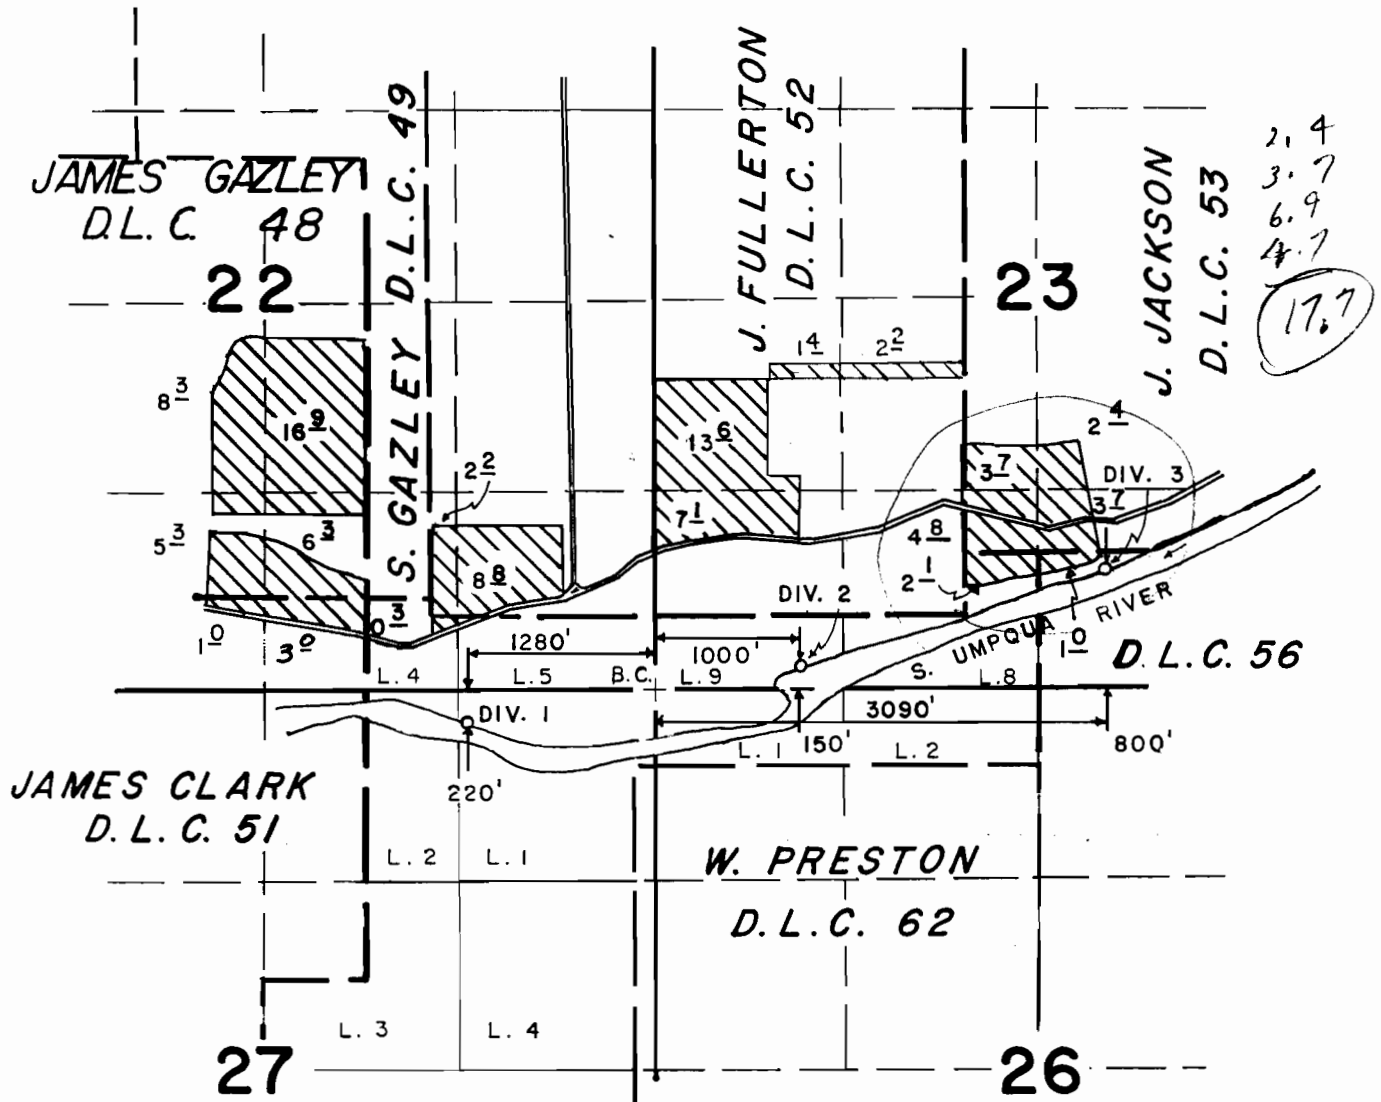 JAMES GAZLEY
D.L.C. 48
S. GAZLEY D.L.C. 49
J. FULLERTON
D.L.C. 52
J. JACKSON
D.L.C. 53
2.4
3.7
6.9
4.7
17.7
22
23
8 3
16 9
5 3
6 3
1 0
3 0
0 3
2 2
8 8
1 4
2 2
13 6
7 1
2 4
3 7
DIV. 3
3 7
4 8
2 1
1 0
DIV. 2
1280'
1000'
S. UMPQUA RIVER
D.L.C. 56
L. 4
L. 5
B.C.
L. 9
L. 8
DIV. 1
3090'
150'
800'
220'
L. 1
L. 2
JAMES CLARK
D.L.C. 51
L. 2
L. 1
W. PRESTON
D.L.C. 62
L. 3
L. 4
27
26